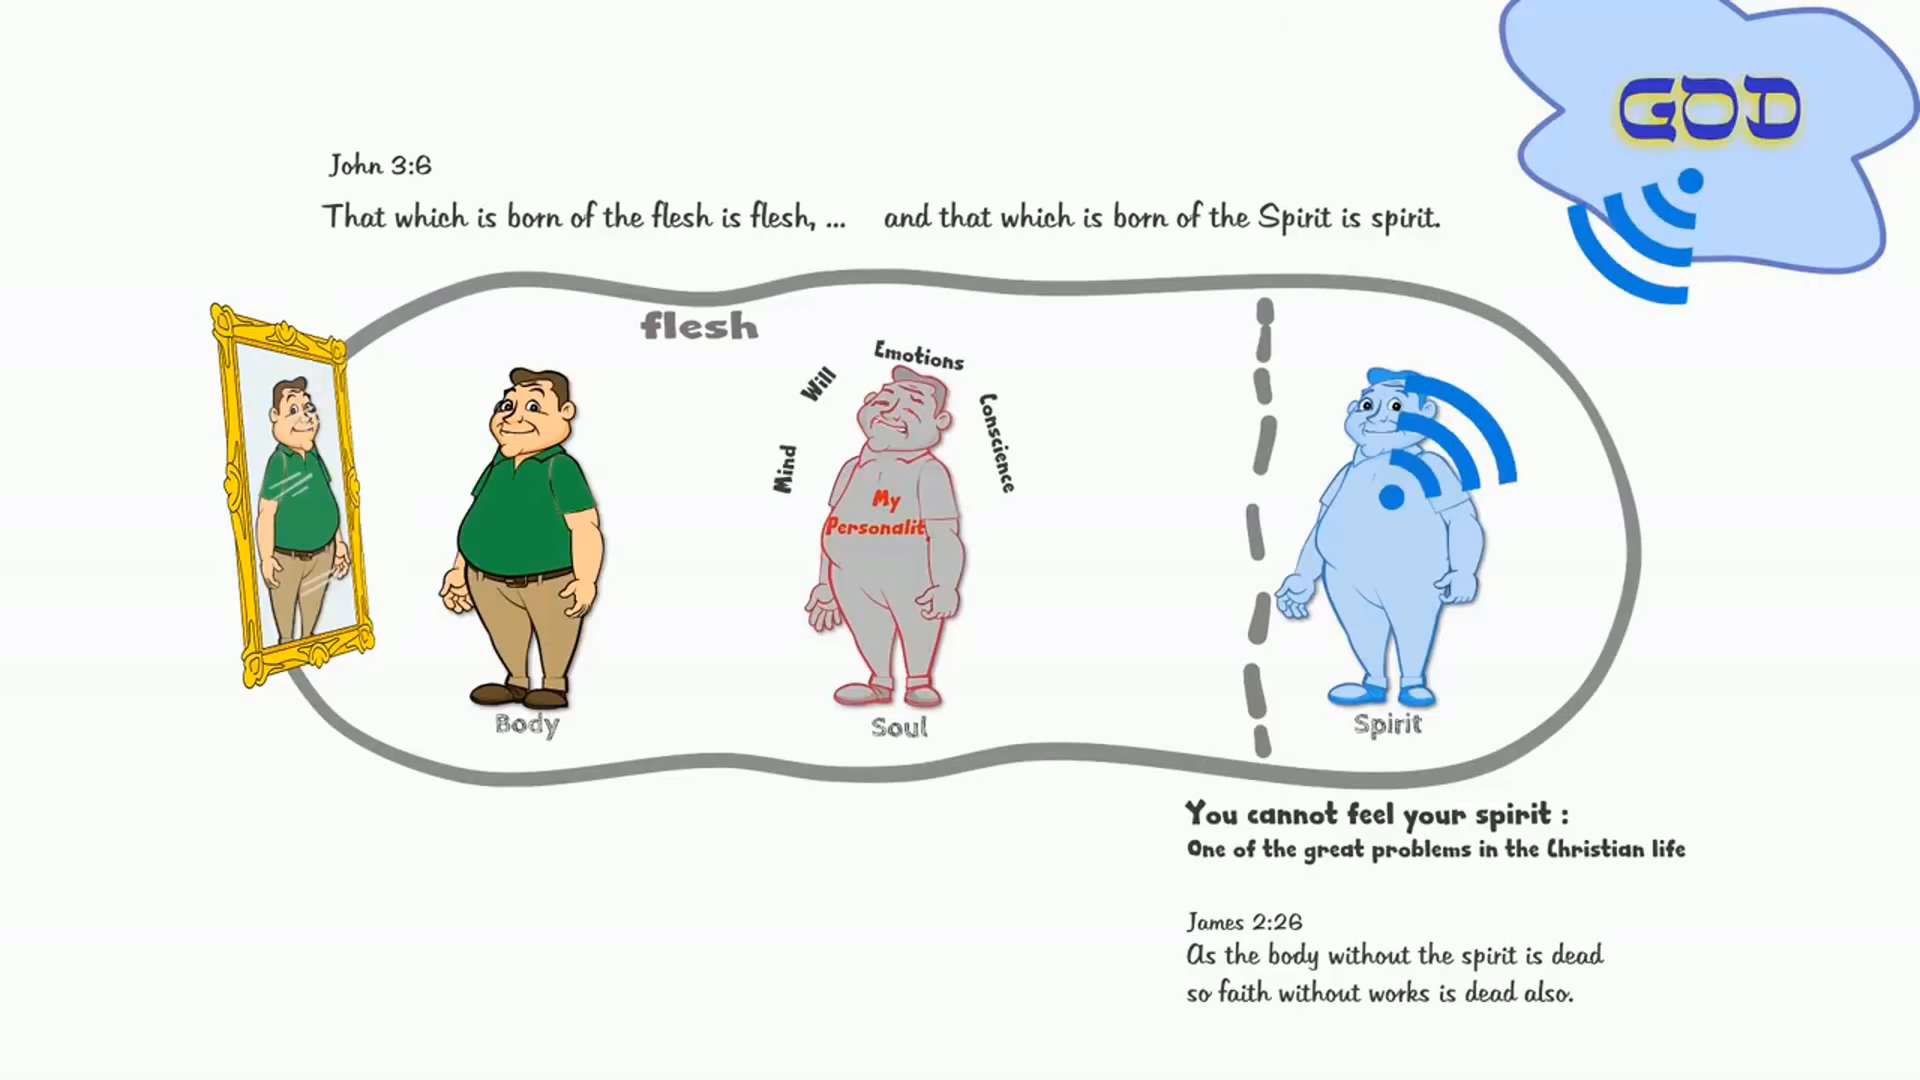 GOD
John 3:6
That which is born of the flesh is flesh, ... and that which is born of the Spirit is spirit.
flesh
Mind
Will
Emotions
Conscience
My
Personalit
Body
Soul
Spirit
You cannot feel your spirit :
One of the great problems in the Christian life
James 2:26
As the body without the spirit is dead
so faith without works is dead also.